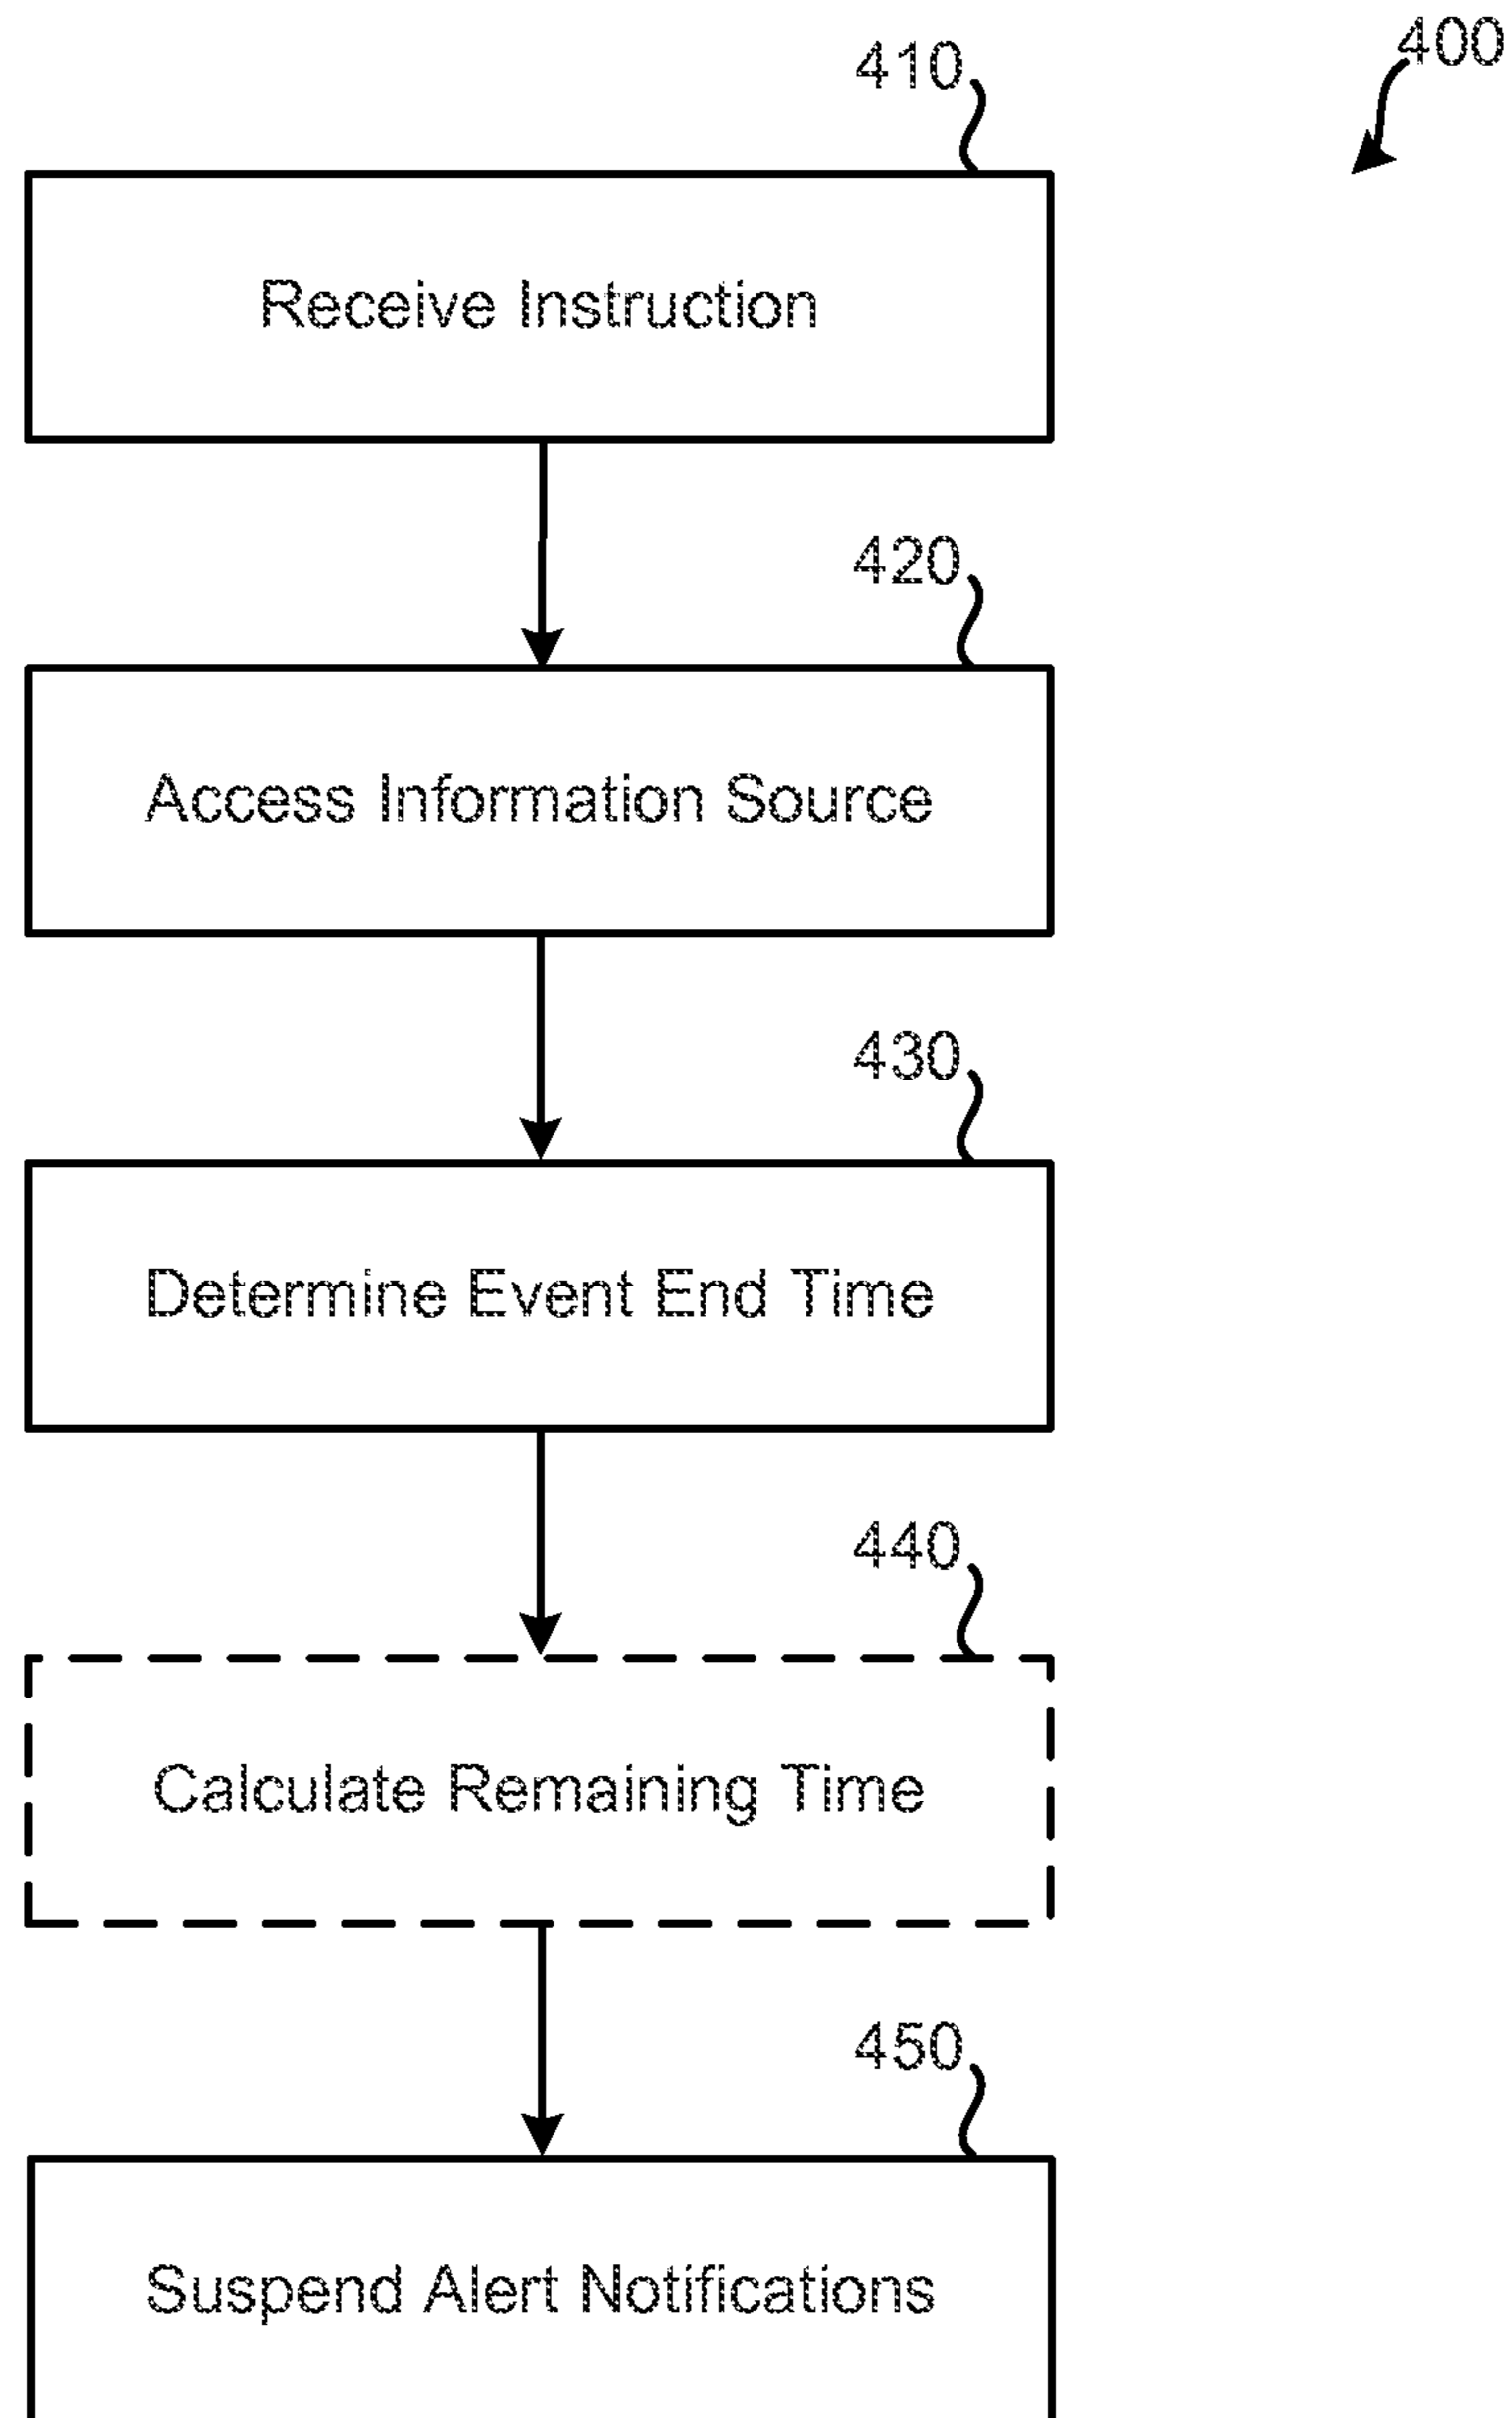 400
410
Receive Instruction
420
Access Information Source
430
Determine Event End Time
440
Calculate Remaining Time
450
Suspend Alert Notifications